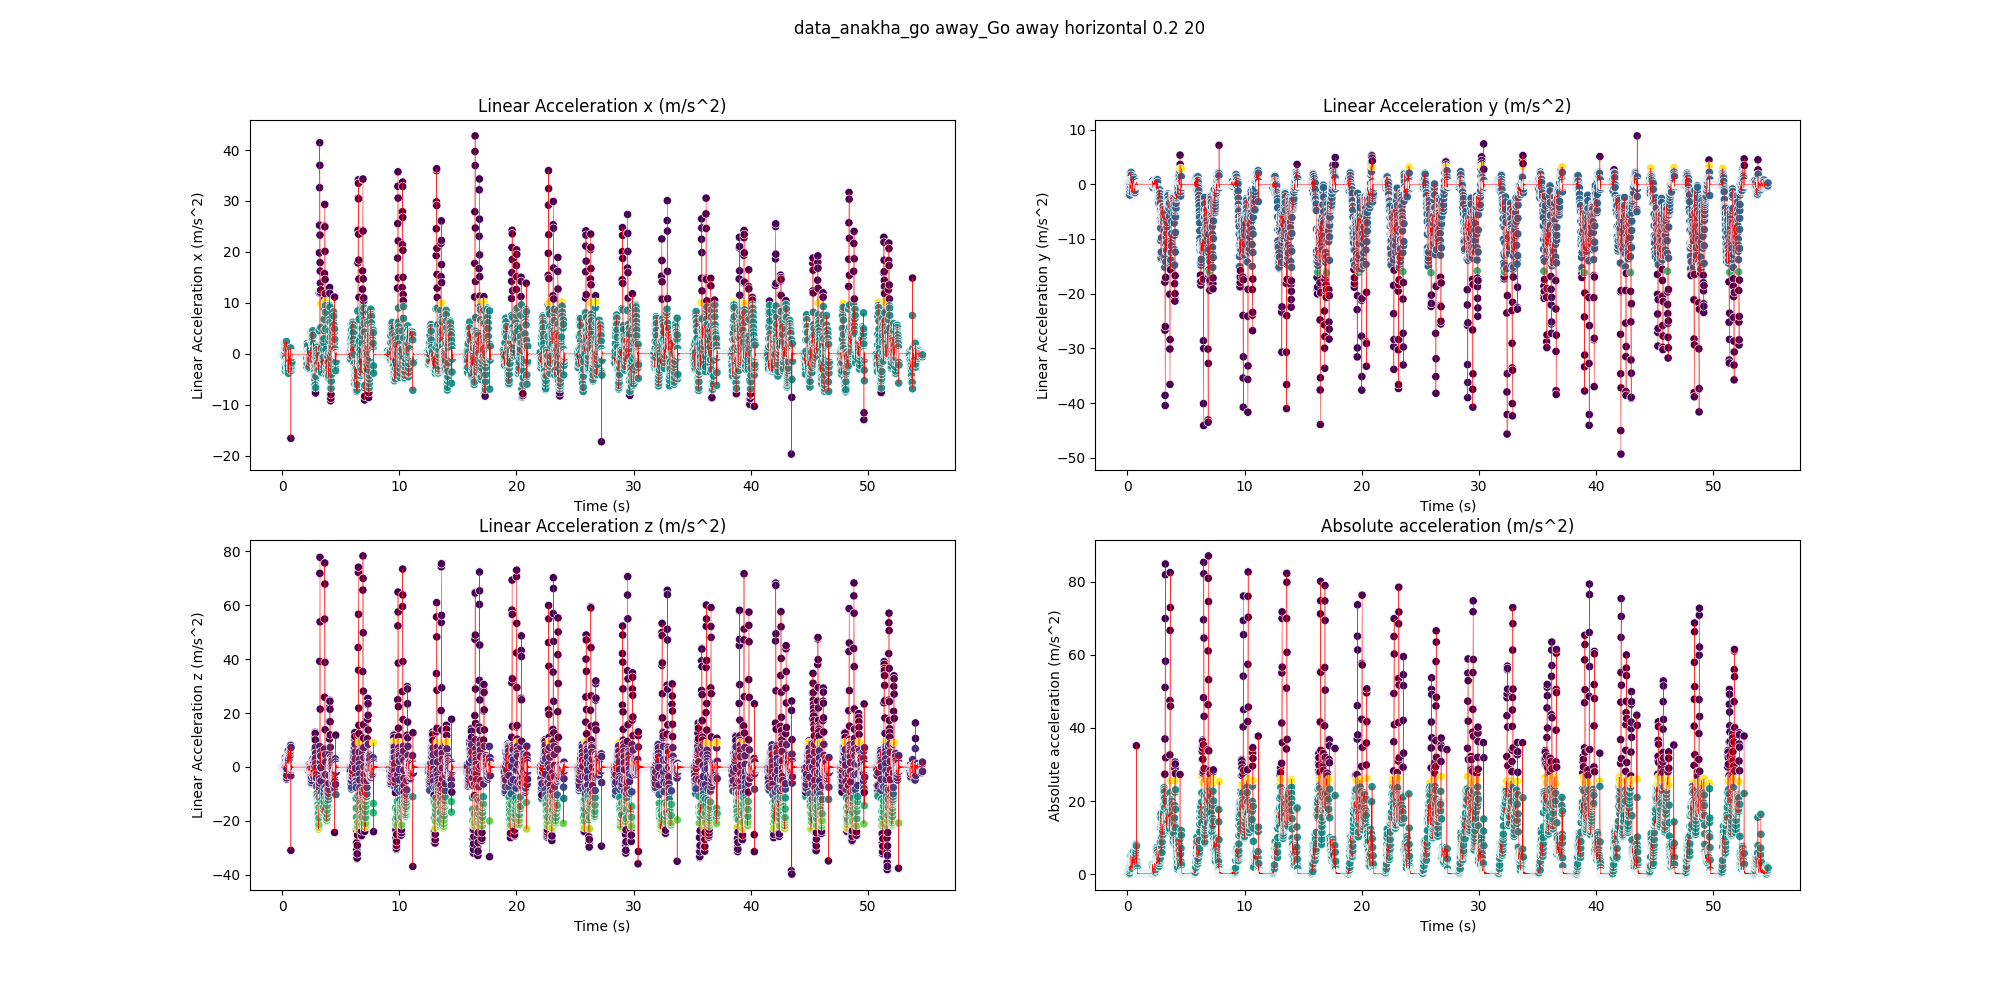 data_anakha_go away_Go away horizontal 0.2 20
Linear Acceleration x (m/s^2)
Linear Acceleration x (m/s^2)
40
30
20
10
0
−10
−20
0 10 20 30 40 50
Time (s)
Linear Acceleration y (m/s^2)
Linear Acceleration y (m/s^2)
10
0
−10
−20
−30
−40
−50
0 10 20 30 40 50
Time (s)
Linear Acceleration z (m/s^2)
Linear Acceleration z (m/s^2)
80
60
40
20
0
−20
−40
0 10 20 30 40 50
Time (s)
Absolute acceleration (m/s^2)
Absolute acceleration (m/s^2)
80
60
40
20
0
0 10 20 30 40 50
Time (s)